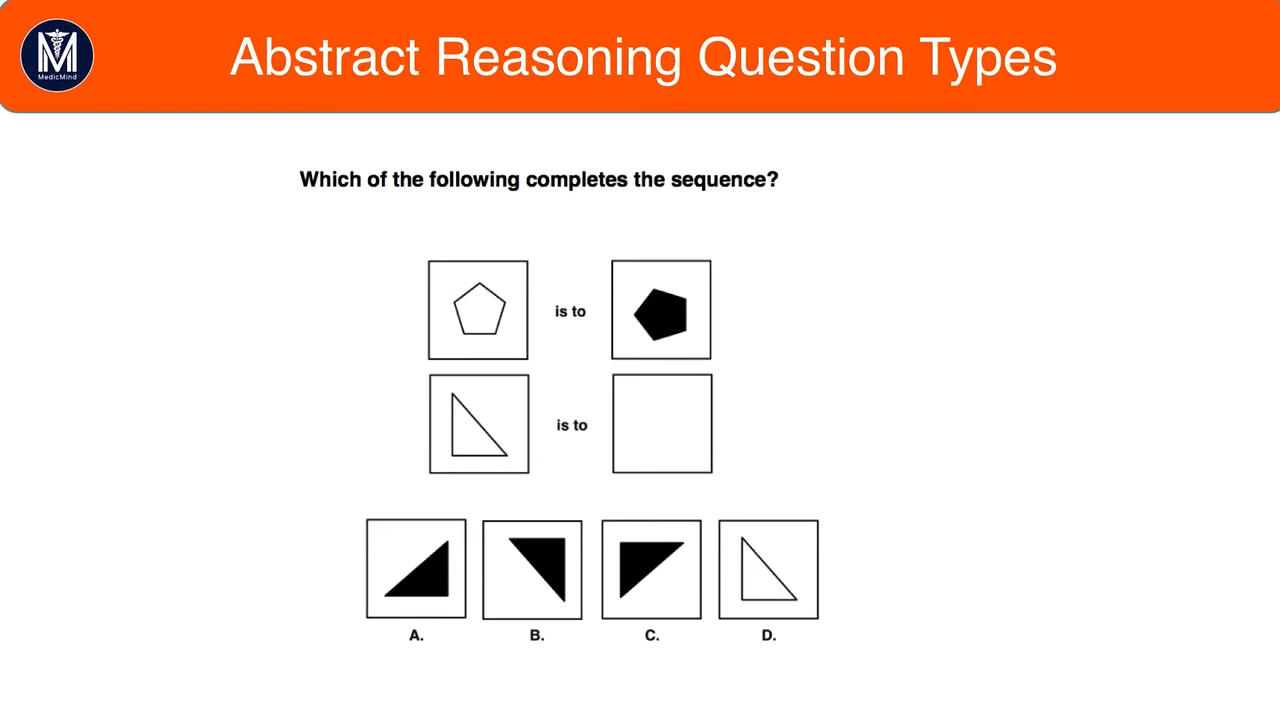 MedicMind
Abstract Reasoning Question Types
Which of the following completes the sequence?
is to
is to
A. B. C. D.